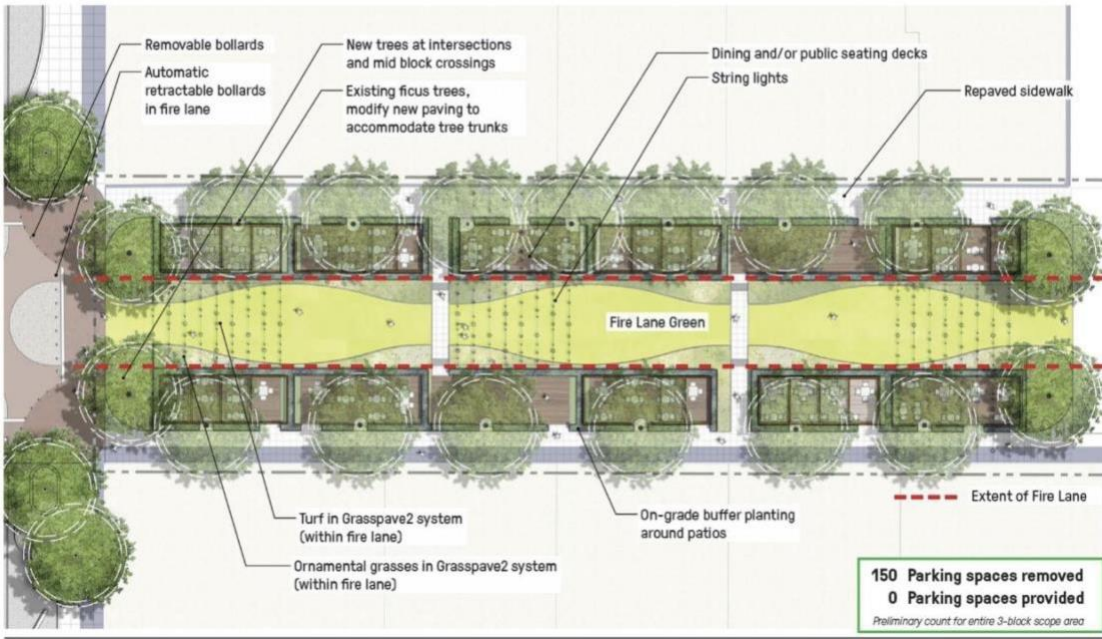 Removable bollards
Automatic
retractable bollards
in fire lane
New trees at intersections
and mid block crossings
Existing ficus trees,
modify new paving to
accommodate tree trunks
Dining and/or public seating decks
String lights
Repaved sidewalk
Fire Lane Green
Extent of Fire Lane
Turf in Grasspave2 system
(within fire lane)
Ornamental grasses in Grasspave2 system
(within fire lane)
On-grade buffer planting
around patios
150 Parking spaces removed
0 Parking spaces provided
Preliminary count for entire 3-block scope area